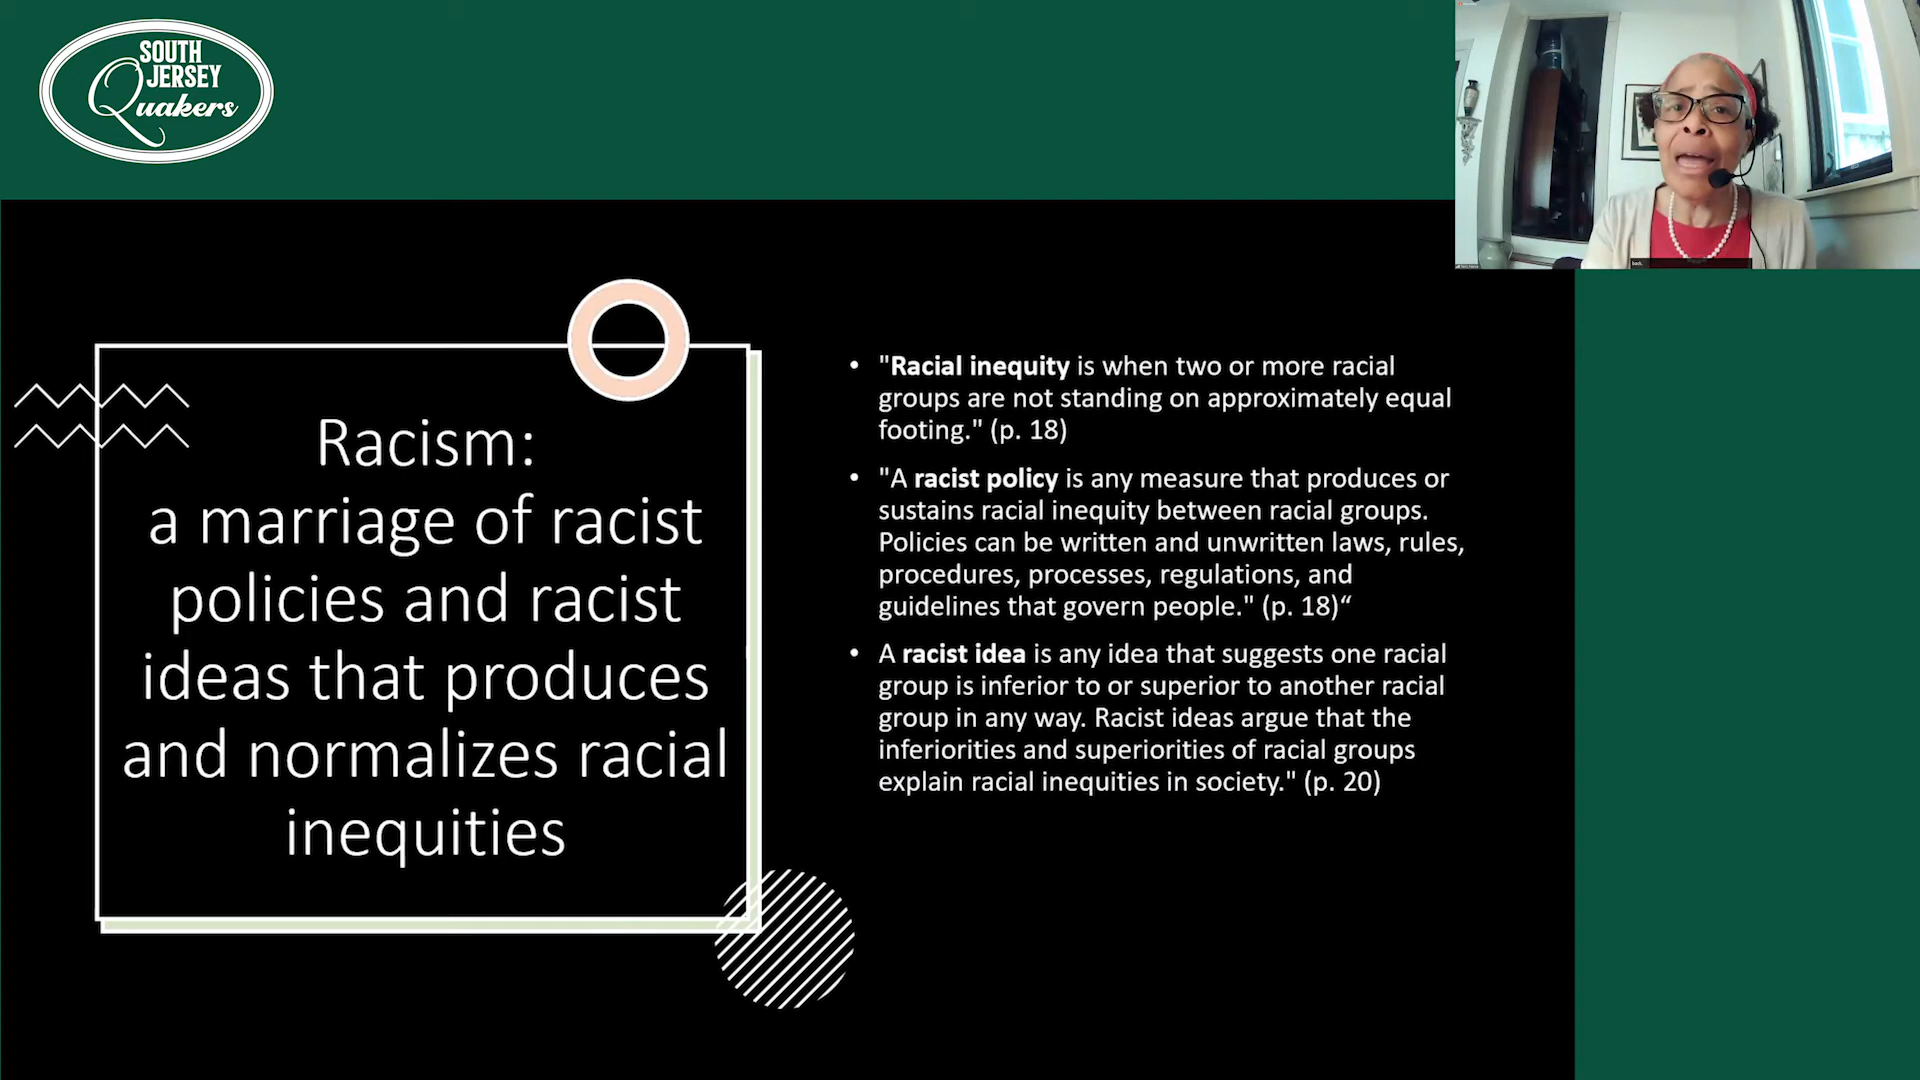 SOUTH
JERSEY
Quakers
Racism:
a marriage of racist
policies and racist
ideas that produces
and normalizes racial
inequities
• "Racial inequity is when two or more racial
groups are not standing on approximately equal
footing." (p. 18)
• "A racist policy is any measure that produces or
sustains racial inequity between racial groups.
Policies can be written and unwritten laws, rules,
procedures, processes, regulations, and
guidelines that govern people." (p. 18)“
• A racist idea is any idea that suggests one racial
group is inferior to or superior to another racial
group in any way. Racist ideas argue that the
inferiorities and superiorities of racial groups
explain racial inequities in society." (p. 20)